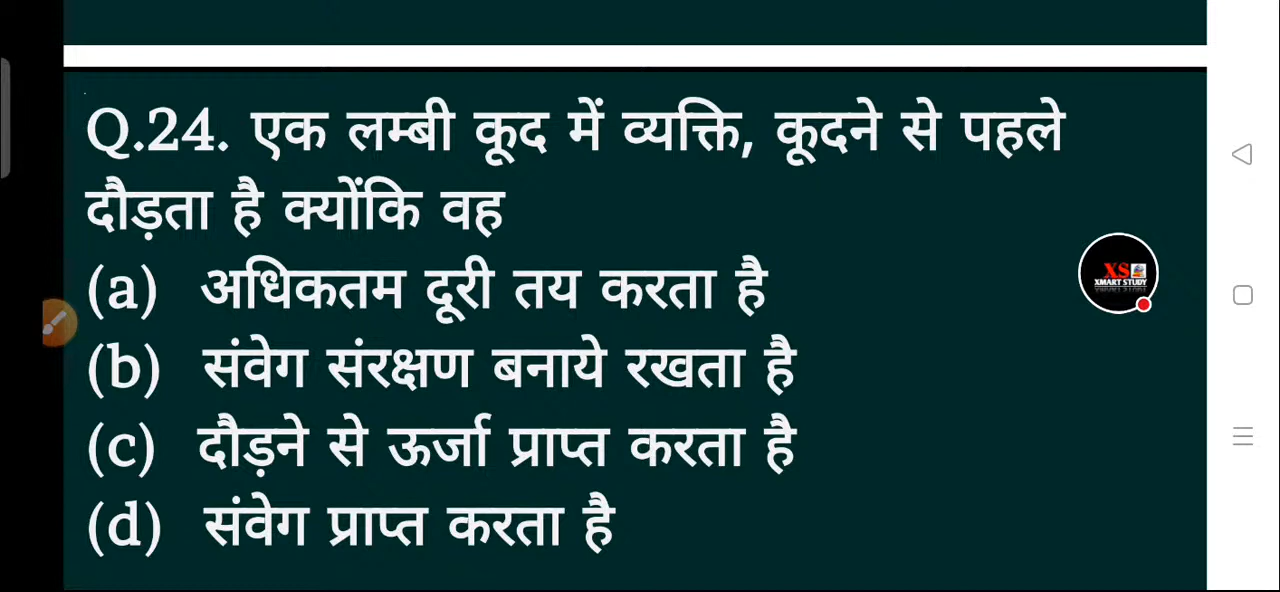 Q.24. एक लम्बी कूद में व्यक्ति, कूदने से पहले
दौड़ता है क्योंकि वह
(a) अधिकतम दूरी तय करता है
(b) संवेग संरक्षण बनाये रखता है
(c) दौड़ने से ऊर्जा प्राप्त करता है
(d) संवेग प्राप्त करता है
XS
XMART STUDY